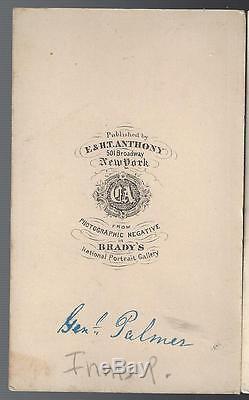 Published by
E. & H.T. ANTHONY
501 Broadway
New York
FROM
PHOTOGRAPHIC NEGATIVE
IN
BRADY'S
National Portrait Gallery
Genl. Palmer